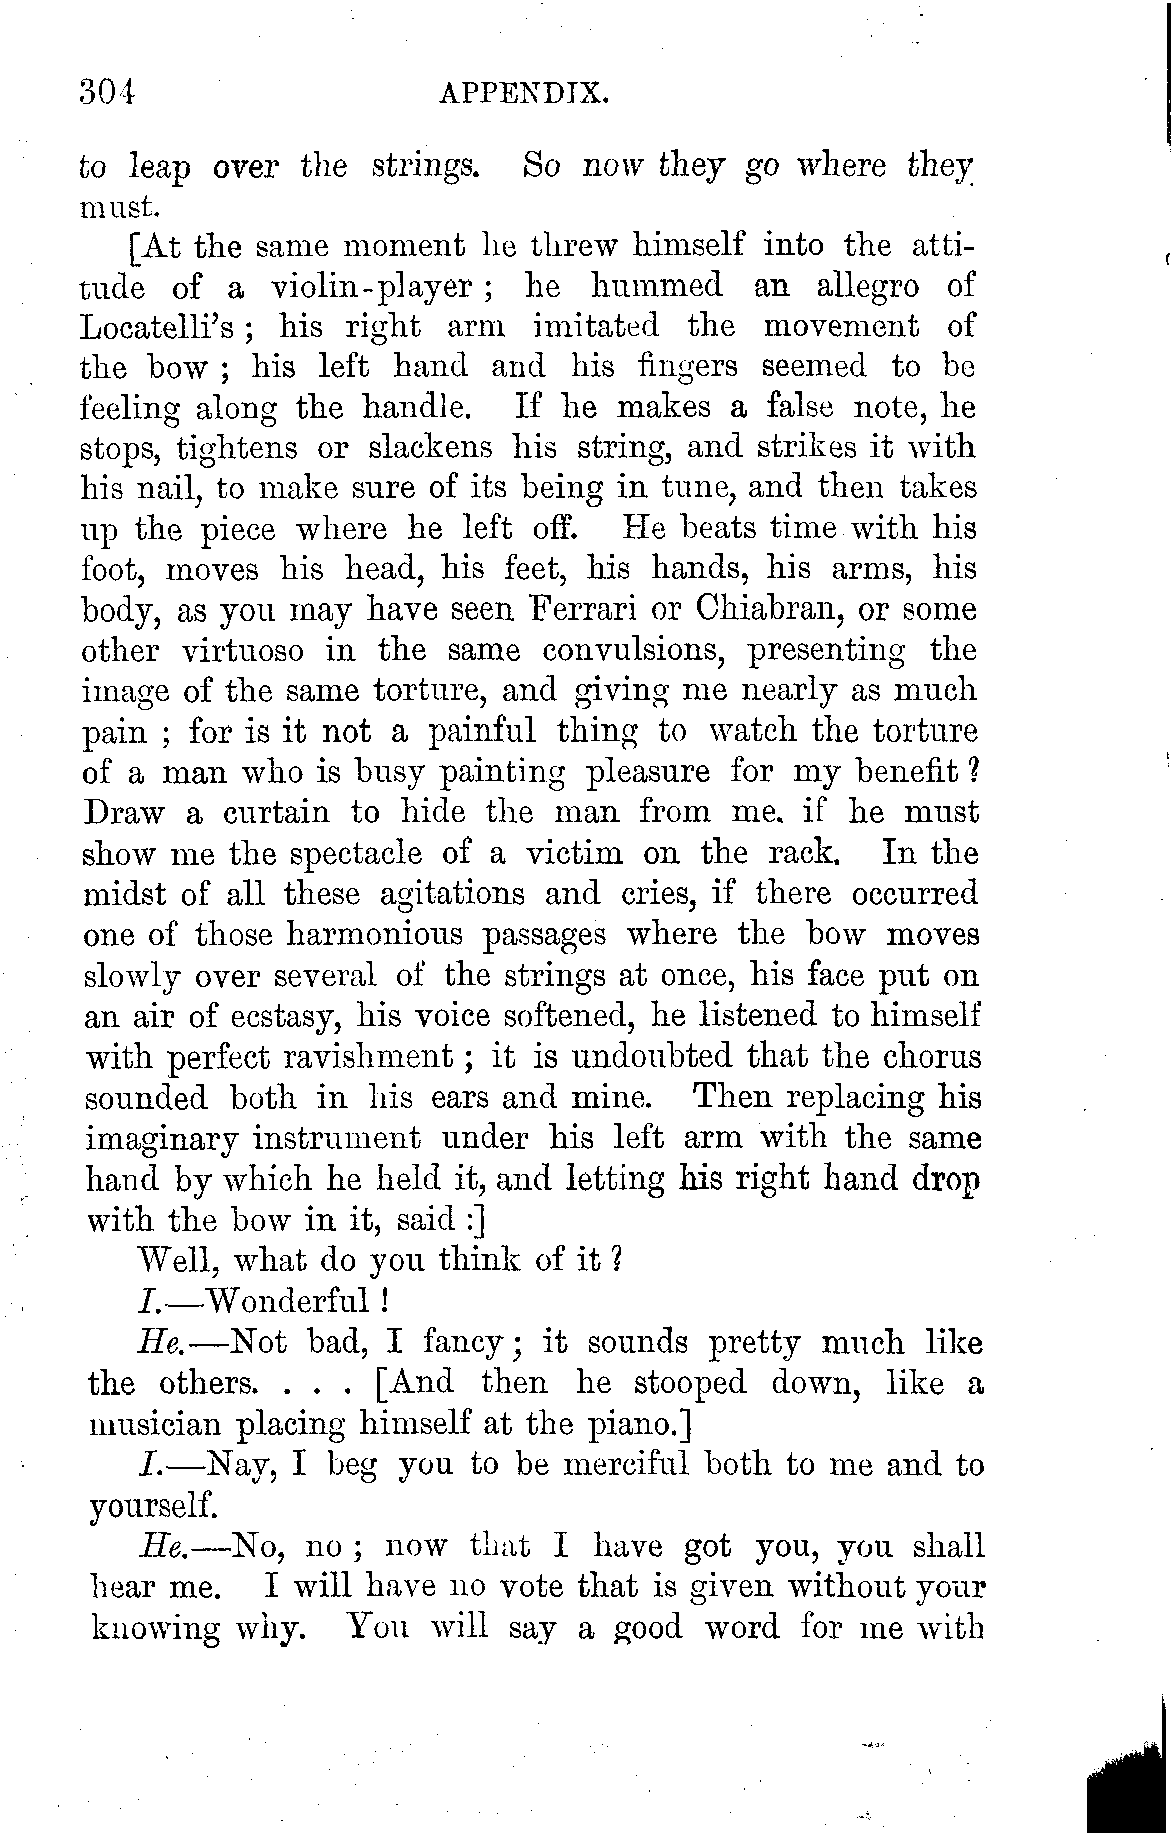 304 APPENDIX.
to leap over the strings. So now they go where they
must.
[At the same moment he threw himself into the atti-
tude of a violin-player ; he hummed an allegro of
Locatelli's ; his right arm imitated the movement of
the bow ; his left hand and his fingers seemed to be
feeling along the handle. If he makes a false note, he
stops, tightens or slackens his string, and strikes it with
his nail, to make sure of its being in tune, and then takes
up the piece where he left off. He beats time with his
foot, moves his head, his feet, his hands, his arms, his
body, as you may have seen Ferrari or Chiabran, or some
other virtuoso in the same convulsions, presenting the
image of the same torture, and giving me nearly as much
pain ; for is it not a painful thing to watch the torture
of a man who is busy painting pleasure for my benefit ?
Draw a curtain to hide the man from me. if he must
show me the spectacle of a victim on the rack. In the
midst of all these agitations and cries, if there occurred
one of those harmonious passages where the bow moves
slowly over several of the strings at once, his face put on
an air of ecstasy, his voice softened, he listened to himself
with perfect ravishment ; it is undoubted that the chorus
sounded both in his ears and mine. Then replacing his
imaginary instrument under his left arm with the same
hand by which he held it, and letting his right hand drop
with the bow in it, said :]
Well, what do you think of it ?
I.—Wonderful !
He.—Not bad, I fancy ; it sounds pretty much like
the others. . . . [And then he stooped down, like a
musician placing himself at the piano.]
I.—Nay, I beg you to be merciful both to me and to
yourself.
He.—No, no ; now that I have got you, you shall
hear me. I will have no vote that is given without your
knowing why. You will say a good word for me with